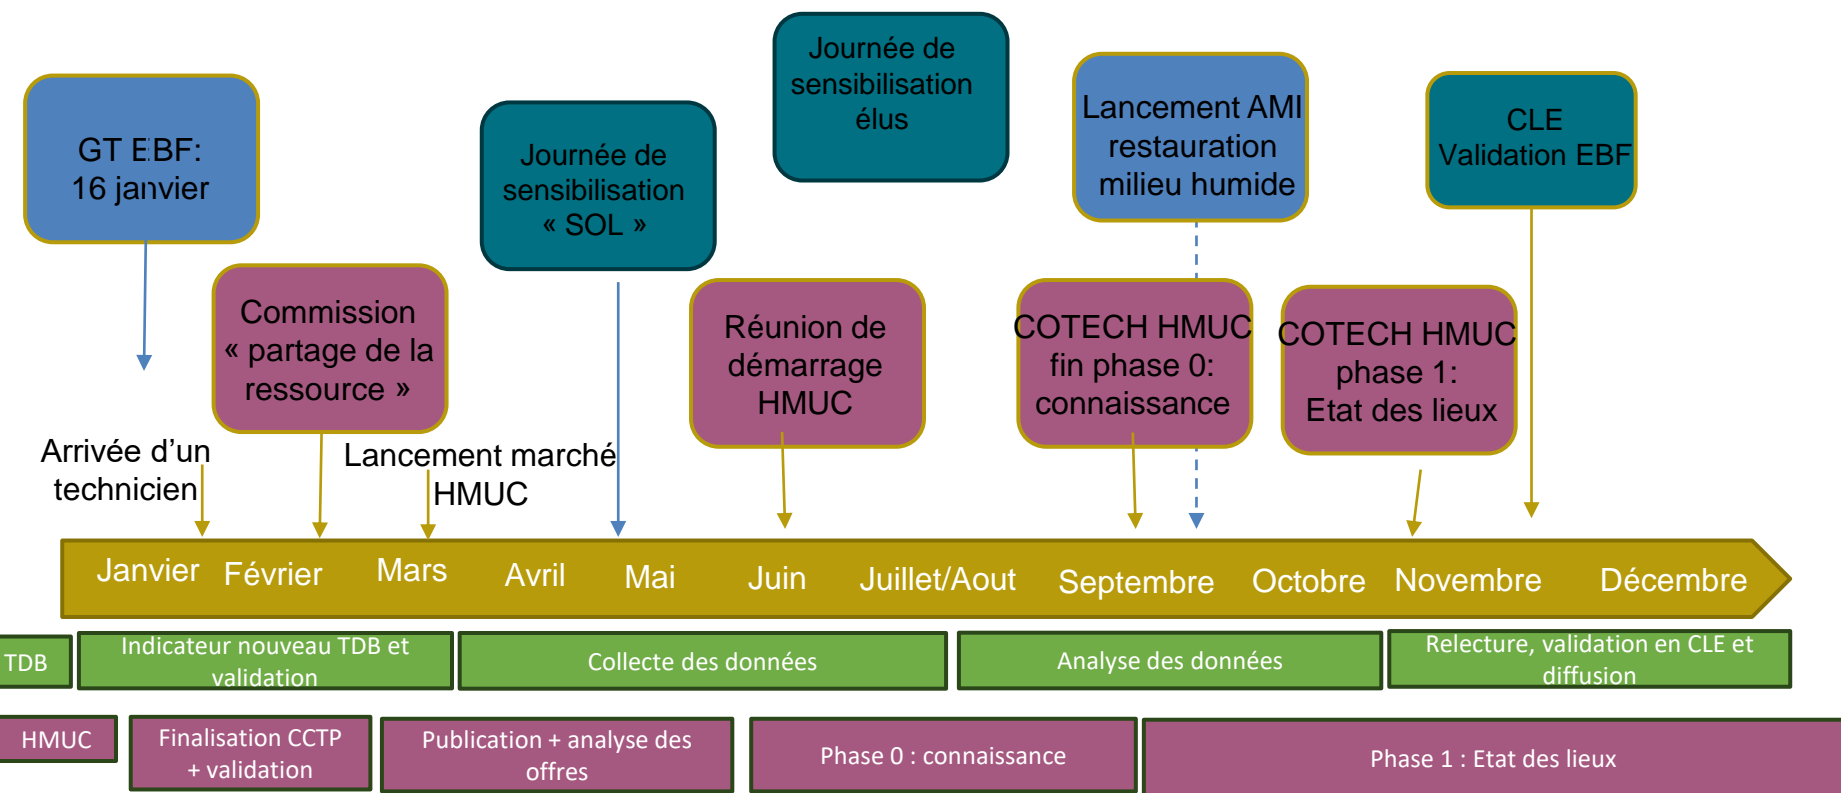 Journée de
sensibilisation
élus
GT EBF:
16 janvier
Journée de
sensibilisation
« SOL »
Lancement AMI
restauration
milieu humide
CLE
Validation EBF
Commission
« partage de la
ressource »
Réunion de
démarrage
HMUC
COTECH HMUC
fin phase 0:
connaissance
COTECH HMUC
phase 1:
Etat des lieux
Arrivée d’un
technicien
Lancement marché
HMUC
Janvier
Février
Mars
Avril
Mai
Juin
Juillet/Aout
Septembre
Octobre
Novembre
Décembre
TDB
Indicateur nouveau TDB et
validation
Collecte des données
Analyse des données
Relecture, validation en CLE et
diffusion
HMUC
Finalisation CCTP
+ validation
Publication + analyse des
offres
Phase 0 : connaissance
Phase 1 : Etat des lieux